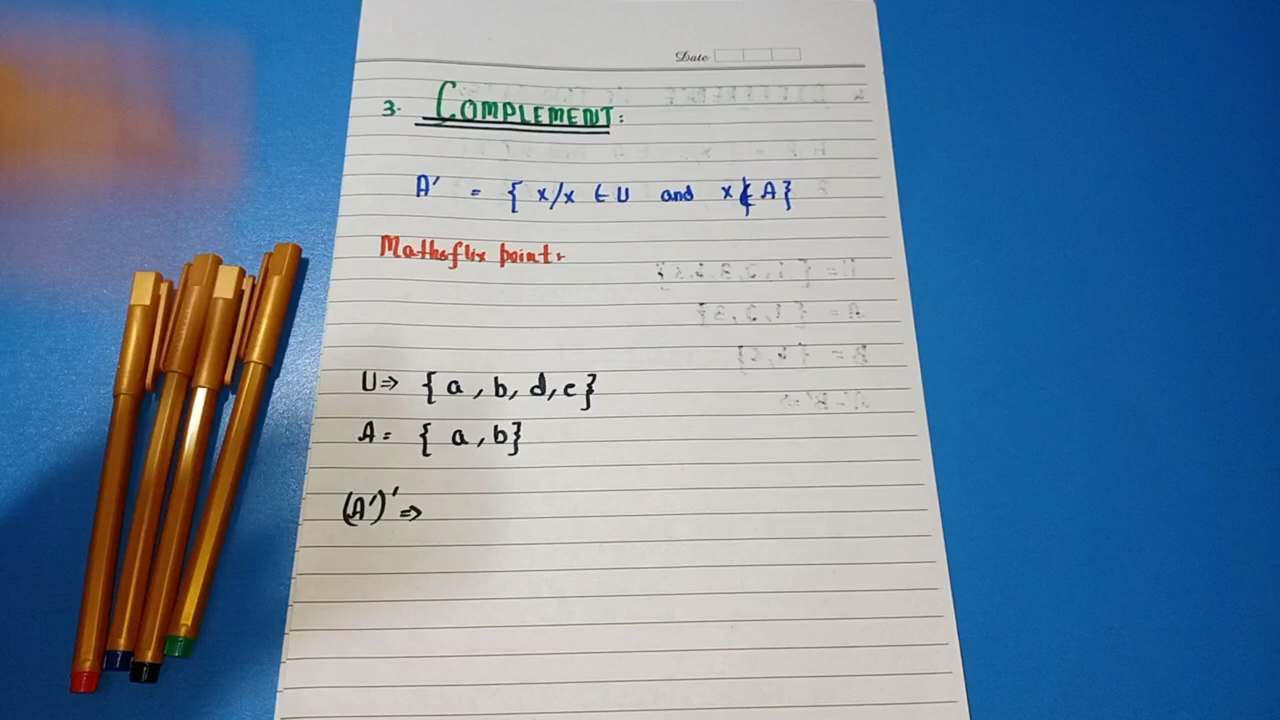 Date
3. COMPLEMENT:
A' = { x/x ∈ U and x ∉ A}
Mathsflix point:
U⇒ {a, b, d, e}
A = { a, b}
(A')' ⇒